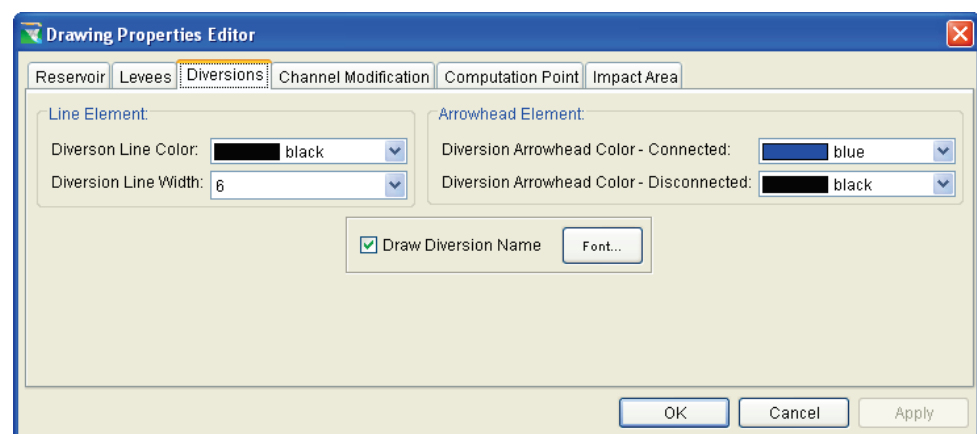 Drawing Properties Editor
Reservoir Levees Diversions Channel Modification Computation Point Impact Area
Line Element:
Diverson Line Color: black
Diversion Line Width: 6
Arrowhead Element:
Diversion Arrowhead Color - Connected: blue
Diversion Arrowhead Color - Disconnected: black
Draw Diversion Name Font...
OK Cancel Apply